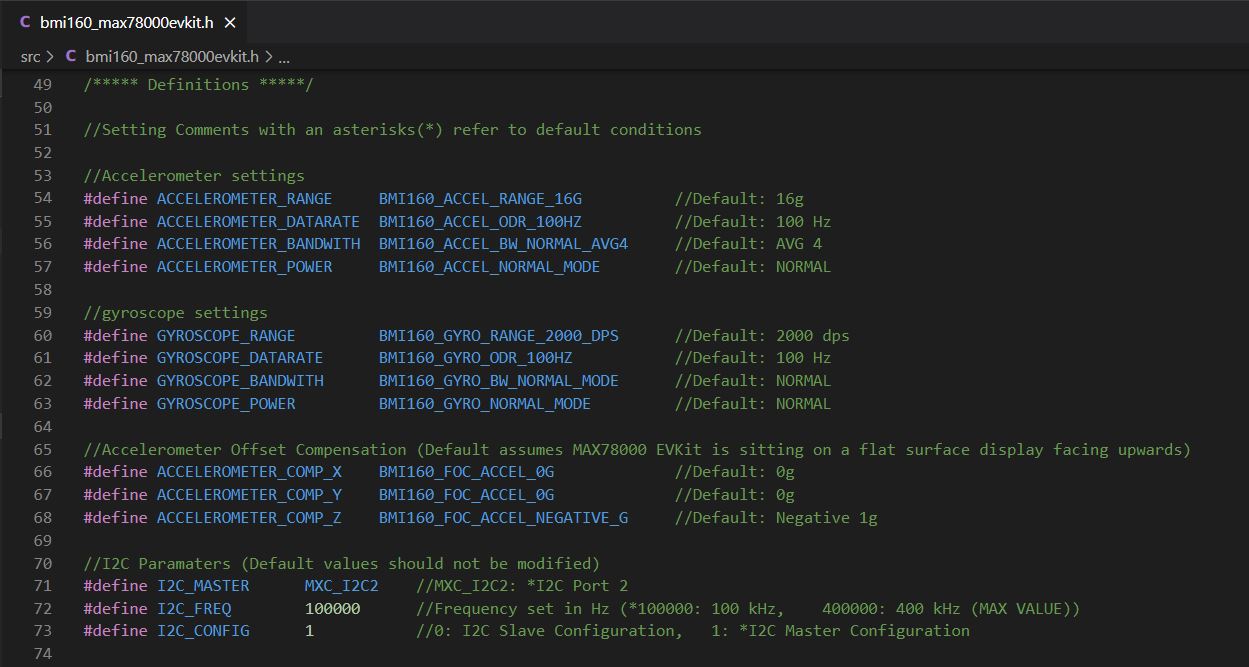 C bmi160_max78000evkit.h ×
src > C bmi160_max78000evkit.h > ...
49 /***** Definitions *****/
50
51 //Setting Comments with an asterisks(*) refer to default conditions
52
53 //Accelerometer settings
54 #define ACCELEROMETER_RANGE     BMI160_ACCEL_RANGE_16G          //Default: 16g
55 #define ACCELEROMETER_DATARATE  BMI160_ACCEL_ODR_100HZ          //Default: 100 Hz
56 #define ACCELEROMETER_BANDWITH  BMI160_ACCEL_BW_NORMAL_AVG4     //Default: AVG 4
57 #define ACCELEROMETER_POWER     BMI160_ACCEL_NORMAL_MODE        //Default: NORMAL
58
59 //gyroscope settings
60 #define GYROSCOPE_RANGE         BMI160_GYRO_RANGE_2000_DPS      //Default: 2000 dps
61 #define GYROSCOPE_DATARATE      BMI160_GYRO_ODR_100HZ           //Default: 100 Hz
62 #define GYROSCOPE_BANDWITH      BMI160_GYRO_BW_NORMAL_MODE      //Default: NORMAL
63 #define GYROSCOPE_POWER         BMI160_GYRO_NORMAL_MODE         //Default: NORMAL
64
65 //Accelerometer Offset Compensation (Default assumes MAX78000 EVKit is sitting on a flat surface display facing upwards)
66 #define ACCELEROMETER_COMP_X    BMI160_FOC_ACCEL_0G             //Default: 0g
67 #define ACCELEROMETER_COMP_Y    BMI160_FOC_ACCEL_0G             //Default: 0g
68 #define ACCELEROMETER_COMP_Z    BMI160_FOC_ACCEL_NEGATIVE_G     //Default: Negative 1g
69
70 //I2C Paramaters (Default values should not be modified)
71 #define I2C_MASTER      MXC_I2C2    //MXC_I2C2: *I2C Port 2
72 #define I2C_FREQ        100000      //Frequency set in Hz (*100000: 100 kHz,    400000: 400 kHz (MAX VALUE))
73 #define I2C_CONFIG      1           //0: I2C Slave Configuration,   1: *I2C Master Configuration
74